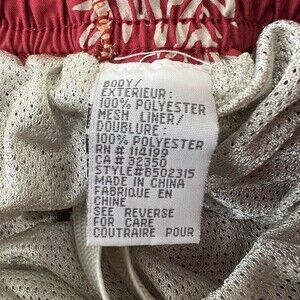 BODY/
EXTÉRIEUR:
100% POLYESTER
MESH LINER/
DOUBLURE:
100% POLYESTER
RN# 114199
CA# 32350
STYLE#B502315
MADE IN CHINA
FABRIQUE EN
CHINE
SEE REVERSE
FOR CARE
COUTRAIRE POUR